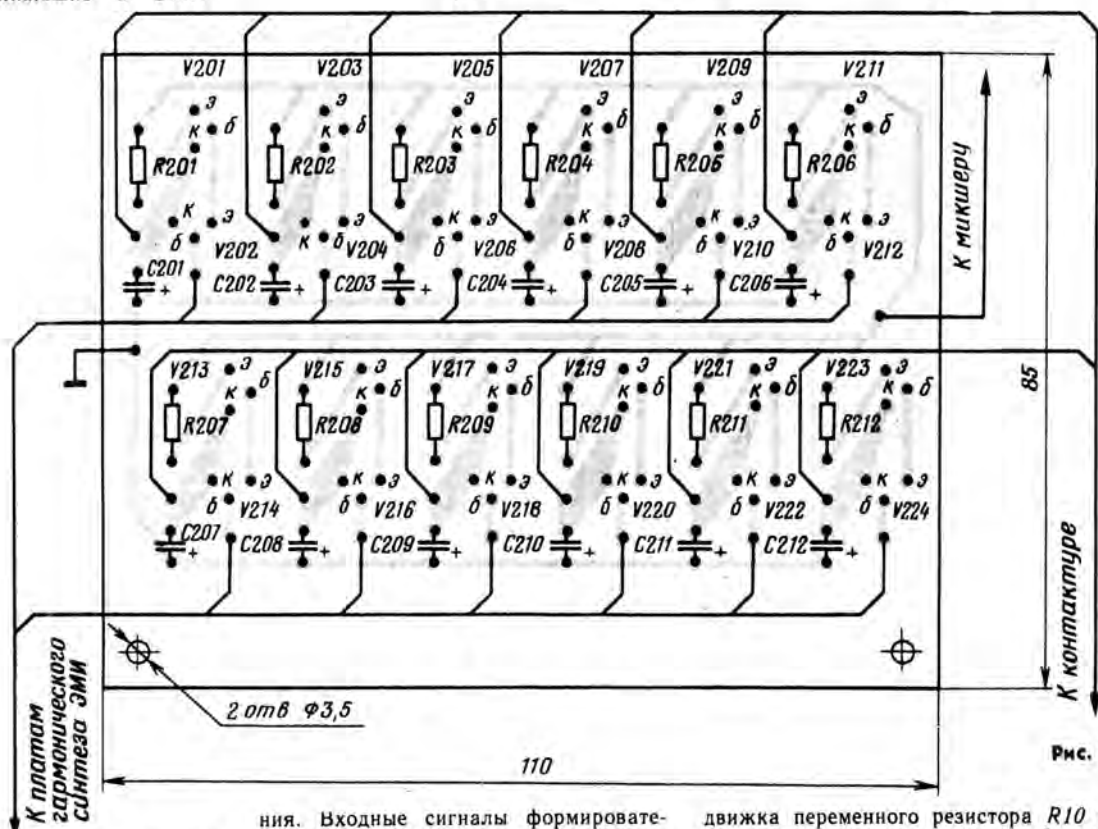 V201 V203 V205 V207 V209 V211
э э э э э э
к б к б к б к б к б к б
R201 R202 R203 R204 R205 R206
К микшеру
к э к э к э к э к э к э
б V202 б V204 б V206 б V208 б V210 б V212
C201 C202 C203 C204 C205 C206
+ + + + + +
V213 V215 V217 V219 V221 V223
э э э э э э
к б к б к б к б к б к б
R207 R208 R209 R210 R211 R212
85
к э к э к э к э к э к э
б V214 б V216 б V218 б V220 б V222 б V224
C207 C208 C209 C210 C211 C212
+ + + + + +
К контактуре
К платам
гармонического
синтеза ЭМИ
2 отв Φ3,5
110
Рис.
ния. Входные сигналы формировате-
движка переменного резистора R10